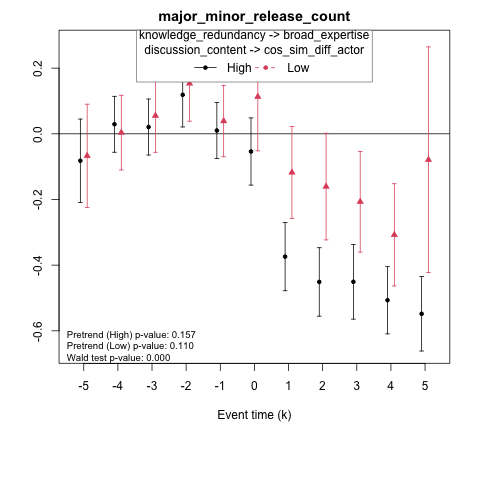 major_minor_release_count
knowledge_redundancy -> broad_expertise
discussion_content -> cos_sim_diff_actor
High Low
0.2
0.0
-0.2
-0.4
-0.6
Pretrend (High) p-value: 0.157
Pretrend (Low) p-value: 0.110
Wald test p-value: 0.000
-5 -4 -3 -2 -1 0 1 2 3 4 5
Event time (k)